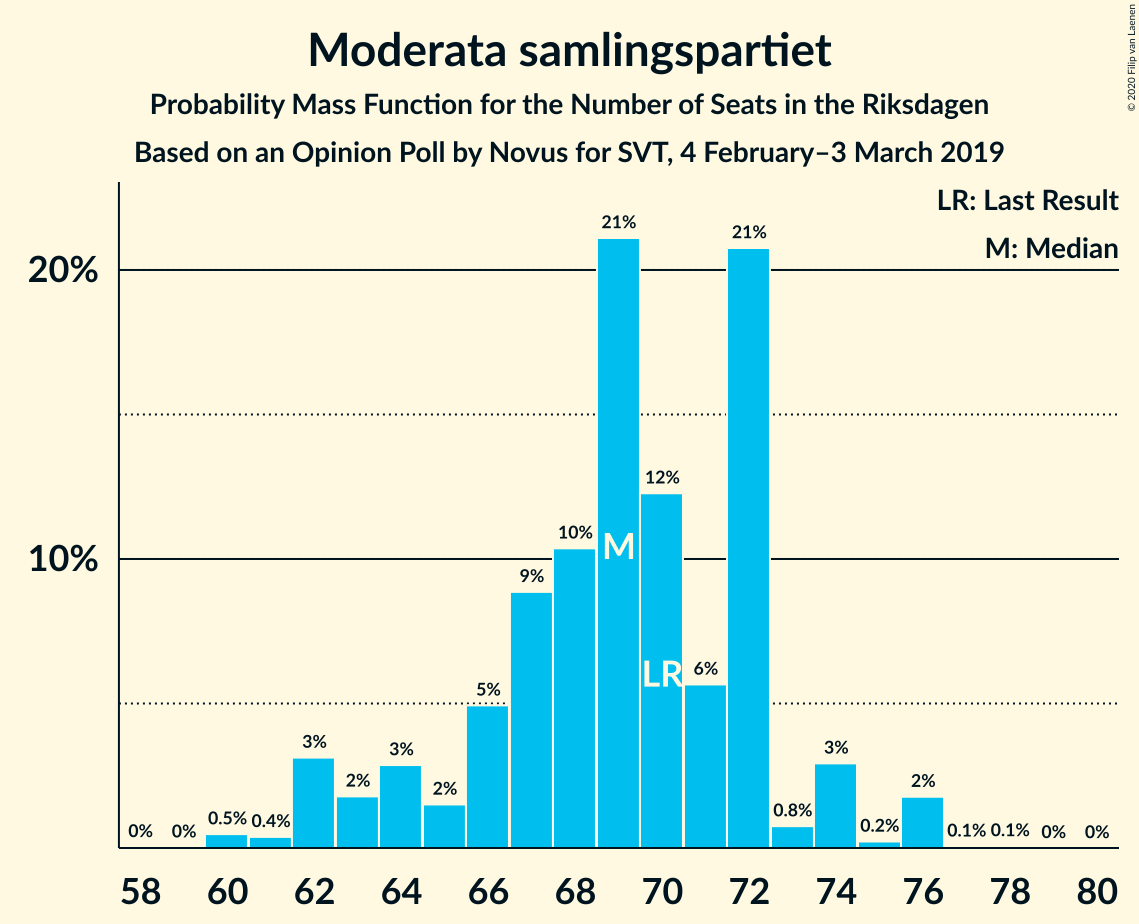 Moderata samlingspartiet
Probability Mass Function for the Number of Seats in the Riksdagen
Based on an Opinion Poll by Novus for SVT, 4 February–3 March 2019
© 2020 Filip van Laenen
LR: Last Result
M: Median
20%
10%
0% 0% 0.5% 0.4% 3% 2% 3% 2% 5% 9% 10% 21% 12% 6% 21% 0.8% 3% 0.2% 2% 0.1% 0.1% 0% 0%
M
LR
58 60 62 64 66 68 70 72 74 76 78 80